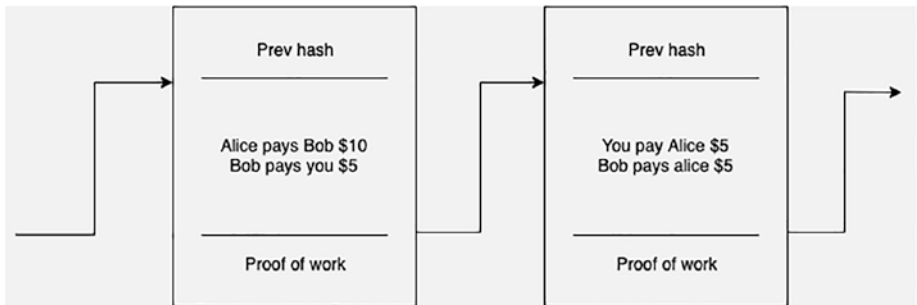 Prev hash
Alice pays Bob $10
Bob pays you $5
Proof of work
Prev hash
You pay Alice $5
Bob pays alice $5
Proof of work